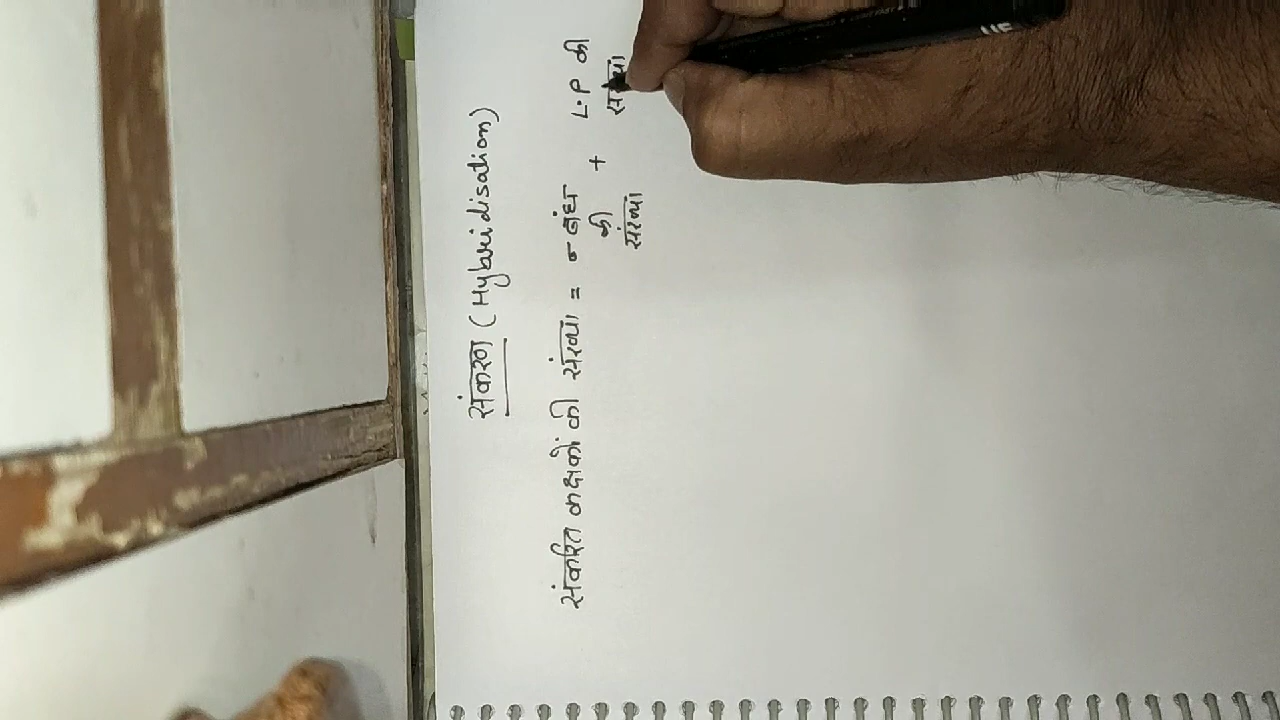 संकरण (Hybridisation)
संकरित कक्षकों की संख्या = σ बंध + L.P की
की संख्या
संख्या